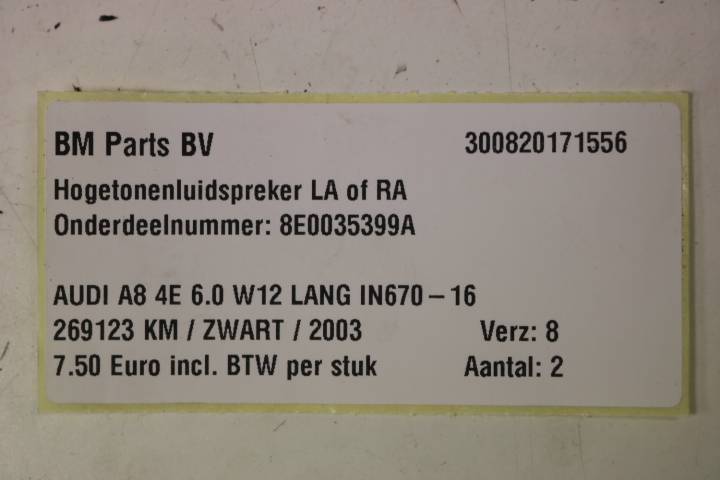 BM Parts BV 300820171556
Hogetonenluidspreker LA of RA
Onderdeelnummer: 8E0035399A
AUDI A8 4E 6.0 W12 LANG IN670-16
269123 KM / ZWART / 2003 Verz: 8
7.50 Euro incl. BTW per stuk Aantal: 2